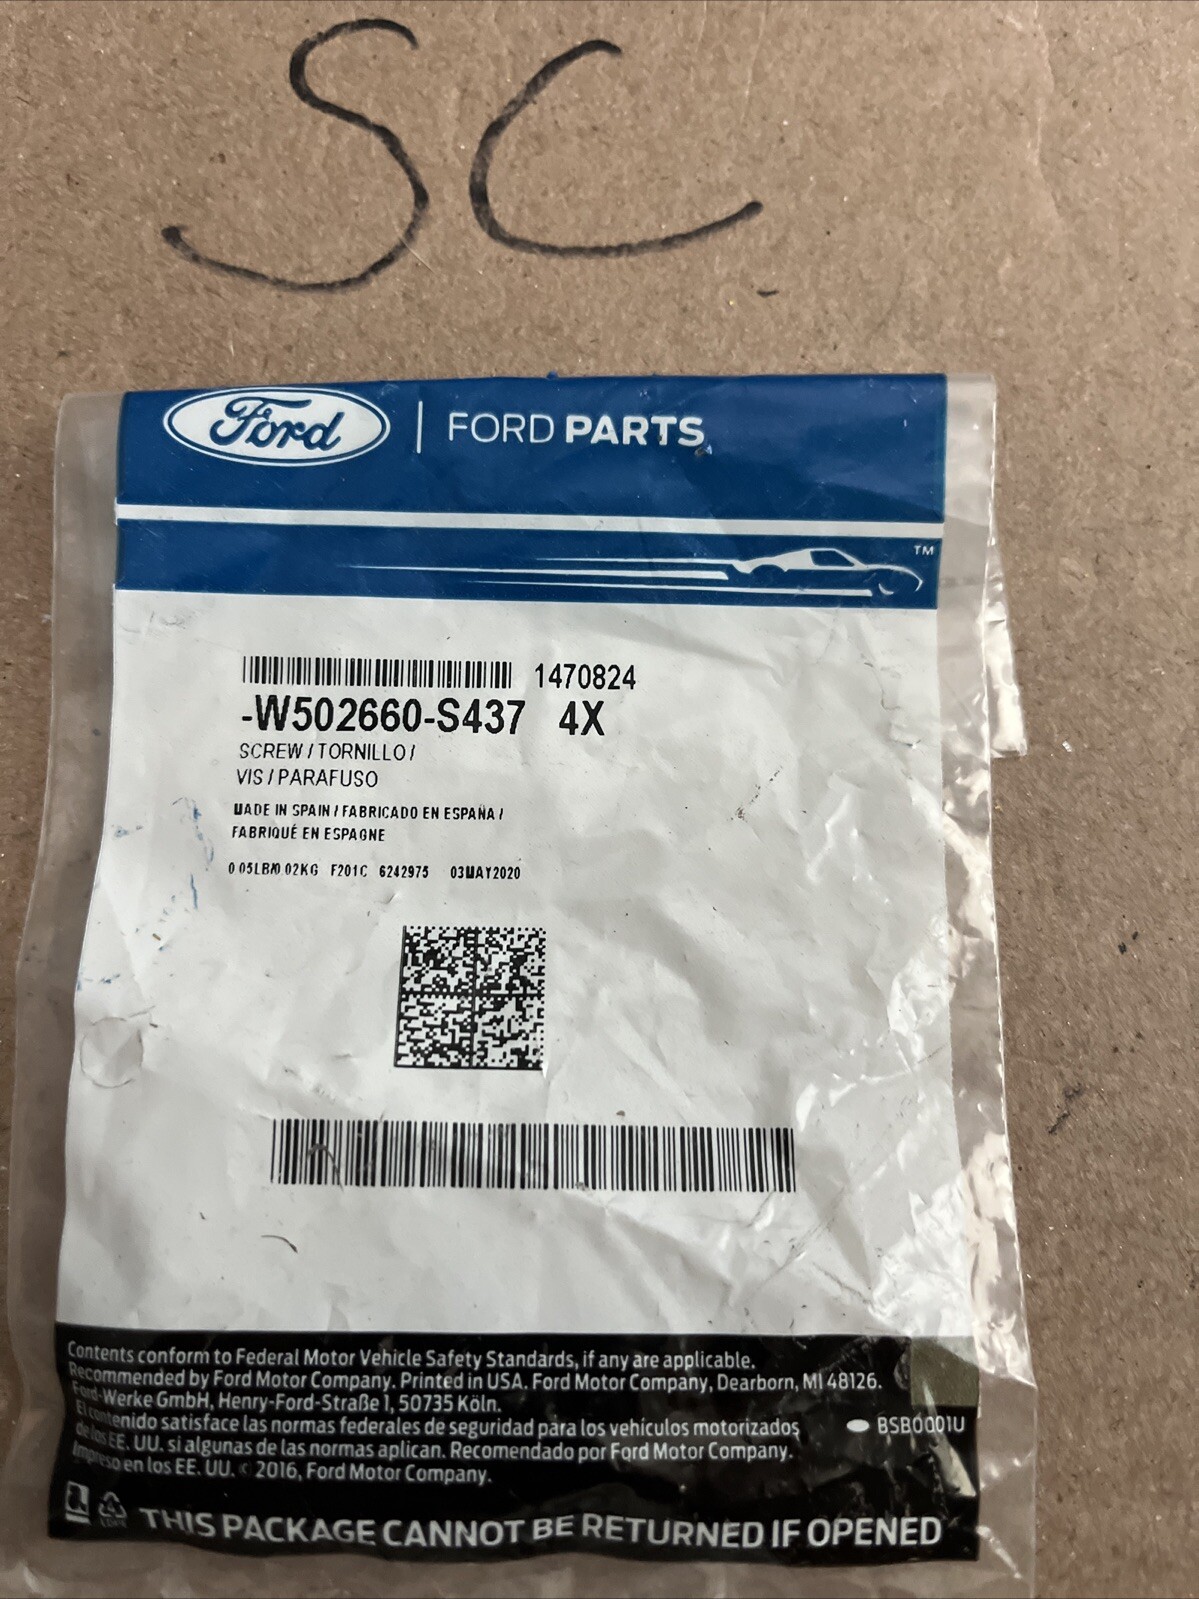 SC
Ford | FORD PARTS
TM
1470824
-W502660-S437 4X
SCREW / TORNILLO /
VIS / PARAFUSO
MADE IN SPAIN / FABRICADO EN ESPAÑA /
FABRIQUÉ EN ESPAGNE
0.05LB/0.02KG F201C 6242975 03MAY2020
Contents conform to Federal Motor Vehicle Safety Standards, if any are applicable.
Recommended by Ford Motor Company. Printed in USA. Ford Motor Company, Dearborn, MI 48126.
Ford-Werke GmbH, Henry-Ford-Straße 1, 50735 Köln.
El contenido satisface las normas federales de seguridad para los vehículos motorizados
de los EE. UU. si algunas de las normas aplican. Recomendado por Ford Motor Company.
Impreso en los EE. UU. © 2016, Ford Motor Company.
BSB0001U
THIS PACKAGE CANNOT BE RETURNED IF OPENED